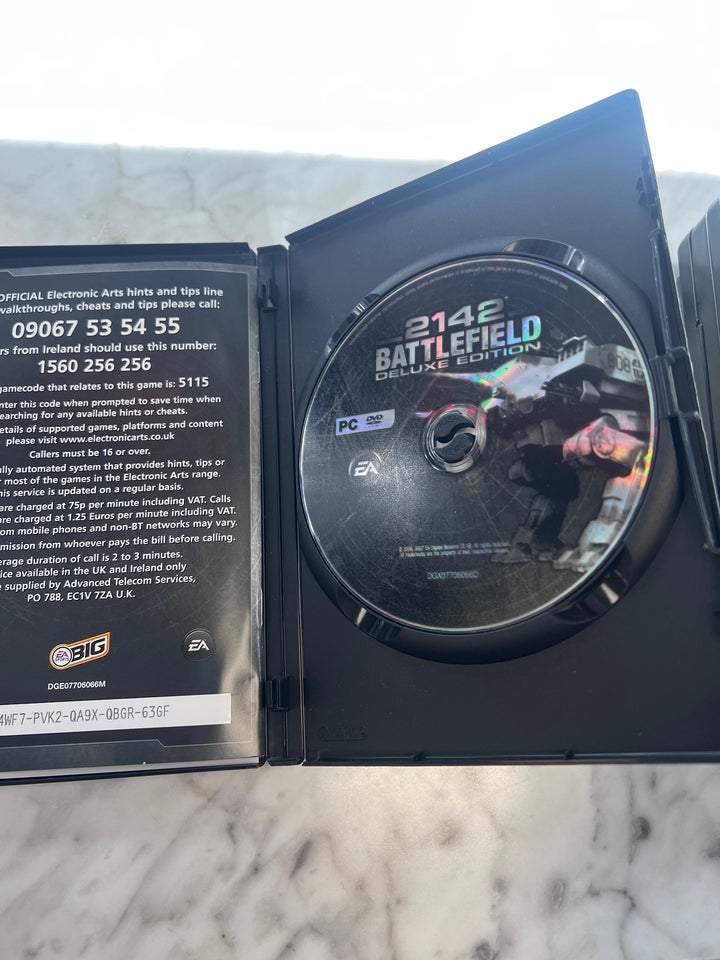 OFFICIAL Electronic Arts hints and tips line
walkthroughs, cheats and tips please call:
09067 53 54 55
rs from Ireland should use this number:
1560 256 256
gamecode that relates to this game is: 5115
nter this code when prompted to save time when
earching for any available hints or cheats.
etails of supported games, platforms and content
please visit www.electronicarts.co.uk
Callers must be 16 or over.
ully automated system that provides hints, tips or
r most of the games in the Electronic Arts range.
his service is updated on a regular basis.
are charged at 75p per minute including VAT. Calls
are charged at 1.25 Euros per minute including VAT.
om mobile phones and non-BT networks may vary.
mission from whoever pays the bill before calling.
erage duration of call is 2 to 3 minutes.
ice available in the UK and Ireland only
e supplied by Advanced Telecom Services,
PO 788, EC1V 7ZA U.K.
EA SPORTS BIG
EA
DGE07706066M
4WF7-PVK2-QA9X-QBGR-63GF
2142
BATTLEFIELD
DELUXE EDITION
808
PC DVD
EA
DGX07706066D